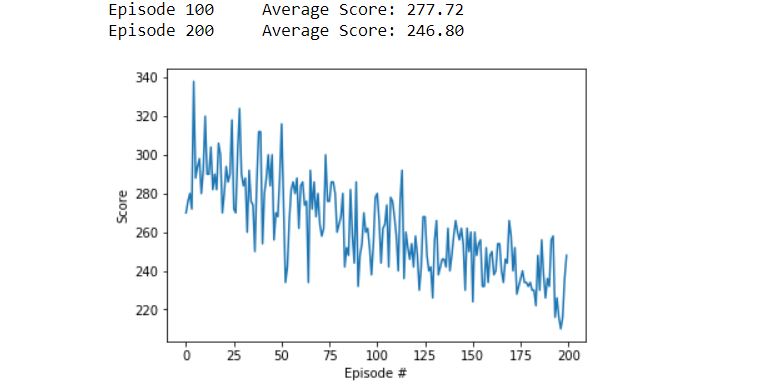 Episode 100 Average Score: 277.72
Episode 200 Average Score: 246.80
340
320
300
280
260
240
220
Score
0 25 50 75 100 125 150 175 200
Episode #